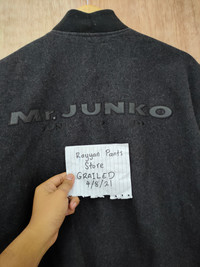 Mr. JUNKO
Rayyan Pants
Store
GRAILED
4/8/21